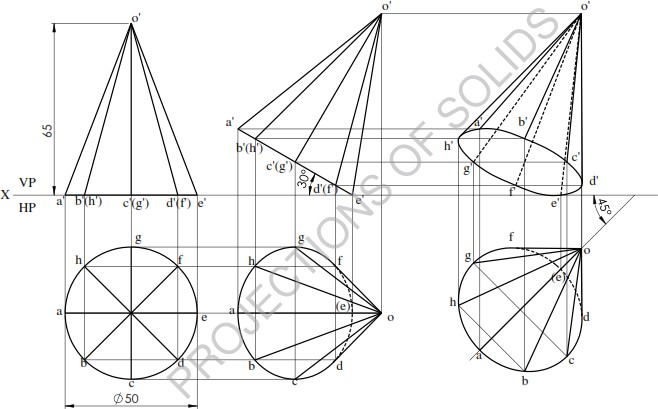 o' o' o'
65
a' b' h' a'
b'(h') c'(g') g' c'
30°
VP d'(f') f' d'
X a' b'(h') c'(g') d'(f') e' e' e'
HP
45°
g g f o
h f h f g
(e)
a e a (e) o h d
b d b d a c
c c b
Ø50
PROJECTIONS OF SOLIDS